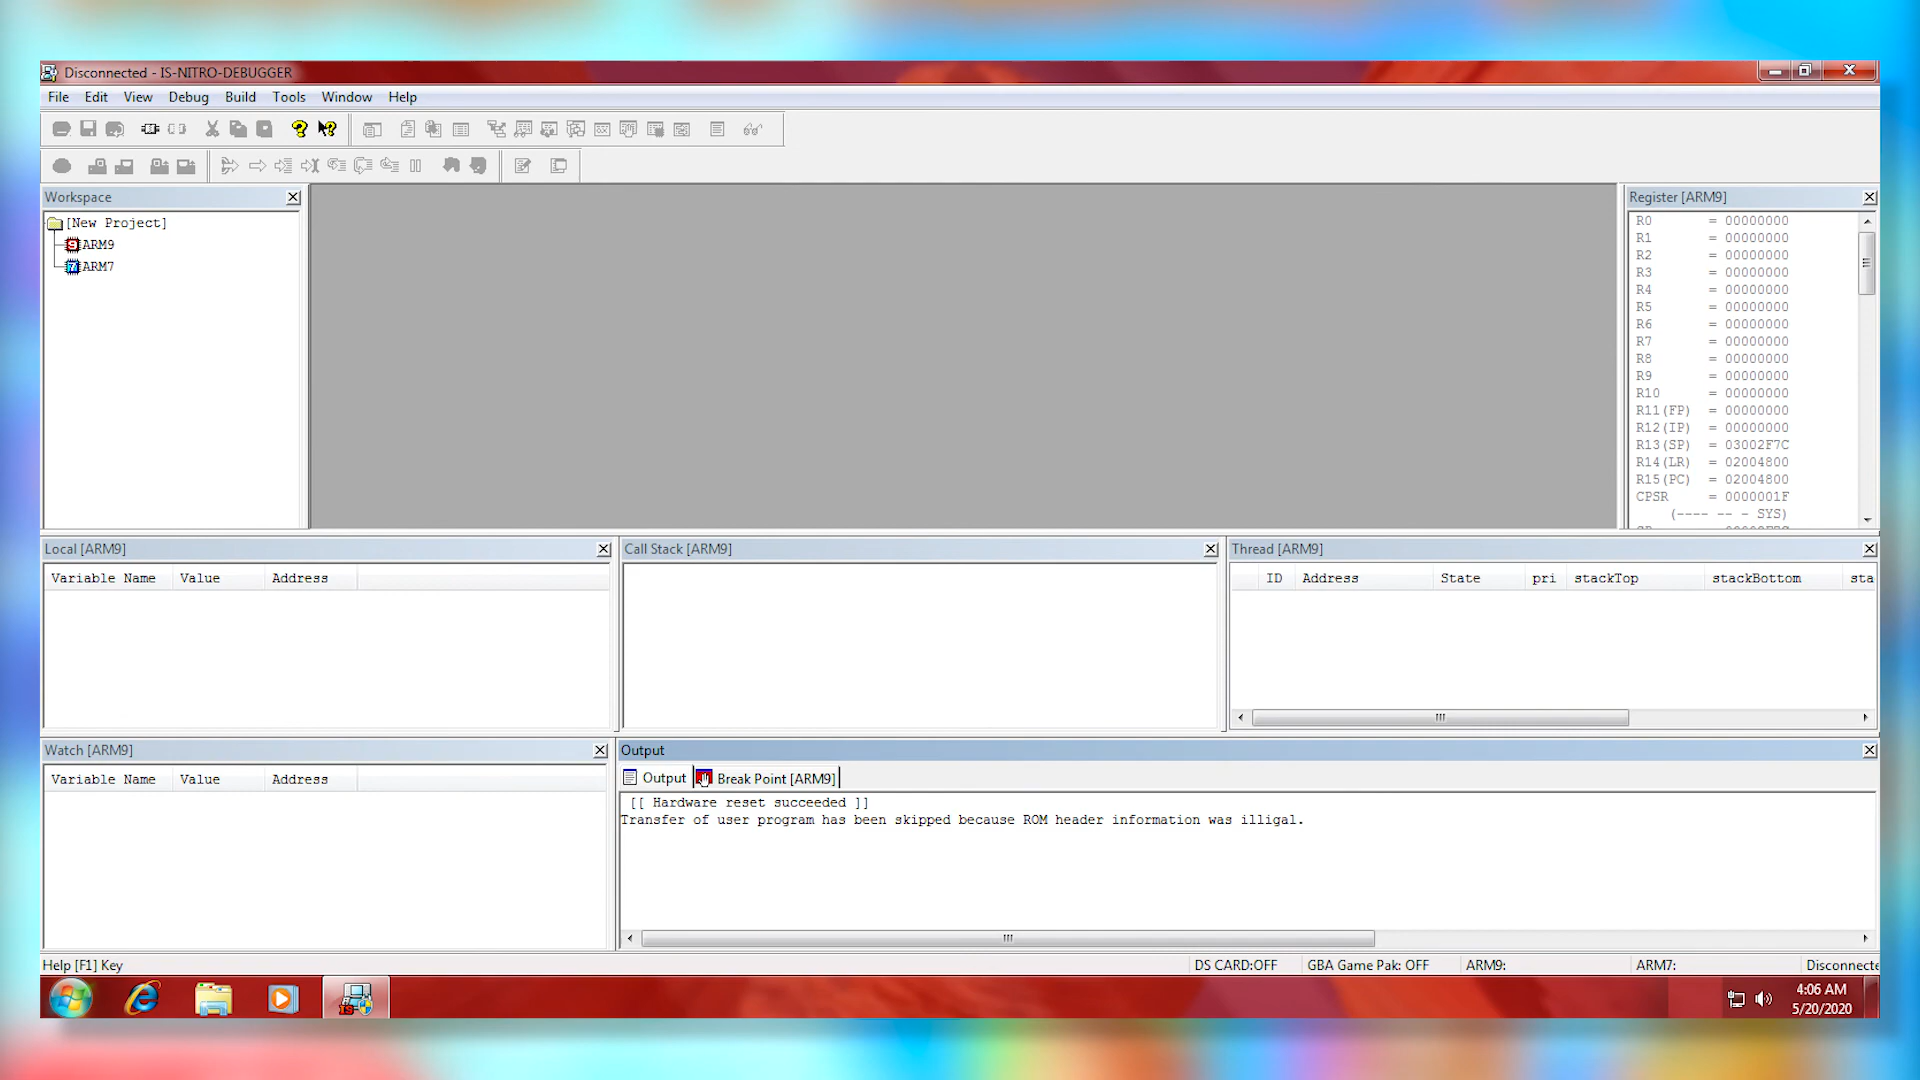 Disconnected - IS-NITRO-DEBUGGER
File Edit View Debug Build Tools Window Help
Workspace
[New Project]
ARM9
ARM7
Register [ARM9]
R0 = 00000000
R1 = 00000000
R2 = 00000000
R3 = 00000000
R4 = 00000000
R5 = 00000000
R6 = 00000000
R7 = 00000000
R8 = 00000000
R9 = 00000000
R10 = 00000000
R11(FP) = 00000000
R12(IP) = 00000000
R13(SP) = 03002F7C
R14(LR) = 02004800
R15(PC) = 02004800
CPSR = 0000001F
(---- -- - SYS)
Local [ARM9]
Variable Name Value Address
Call Stack [ARM9]
Thread [ARM9]
ID Address State pri stackTop stackBottom sta
Watch [ARM9]
Variable Name Value Address
Output
Output Break Point [ARM9]
[[ Hardware reset succeeded ]]
Transfer of user program has been skipped because ROM header information was illigal.
Help [F1] Key
DS CARD:OFF GBA Game Pak: OFF ARM9: ARM7: Disconnecte
4:06 AM
5/20/2020